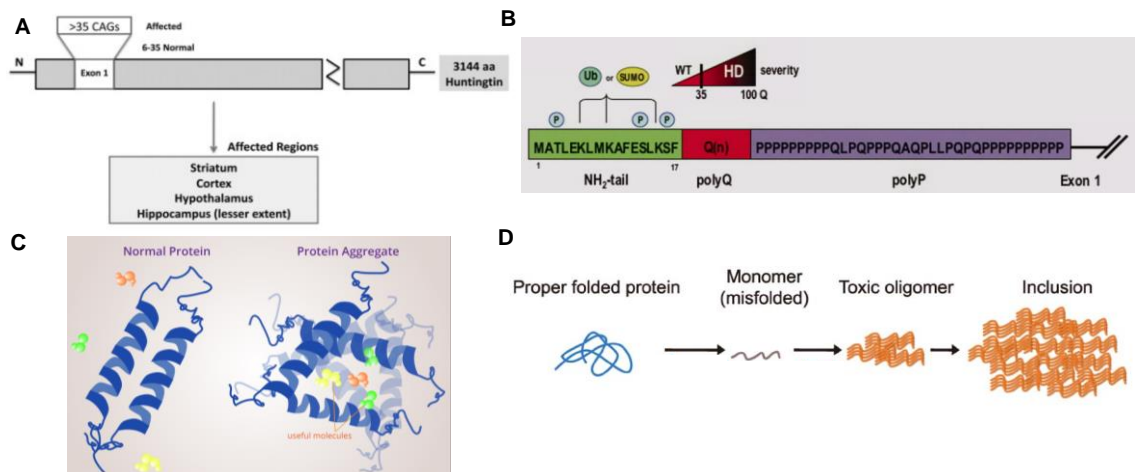 A
>35 CAGs
Affected
6-35 Normal
N
Exon 1
C
3144 aa
Huntingtin
Affected Regions
Striatum
Cortex
Hypothalamus
Hippocampus (lesser extent)
B
Ub or SUMO
WT HD severity
35 100 Q
P P P
MATLEKLMKAFESLKSF Q(n) PPPPPPPPPPQLPQPPPQAQPLLPQPQPPPPPPPPPP
1 17
NH2-tail polyQ polyP Exon 1
C
Normal Protein
Protein Aggregate
useful molecules
D
Proper folded protein
Monomer
(misfolded)
Toxic oligomer
Inclusion